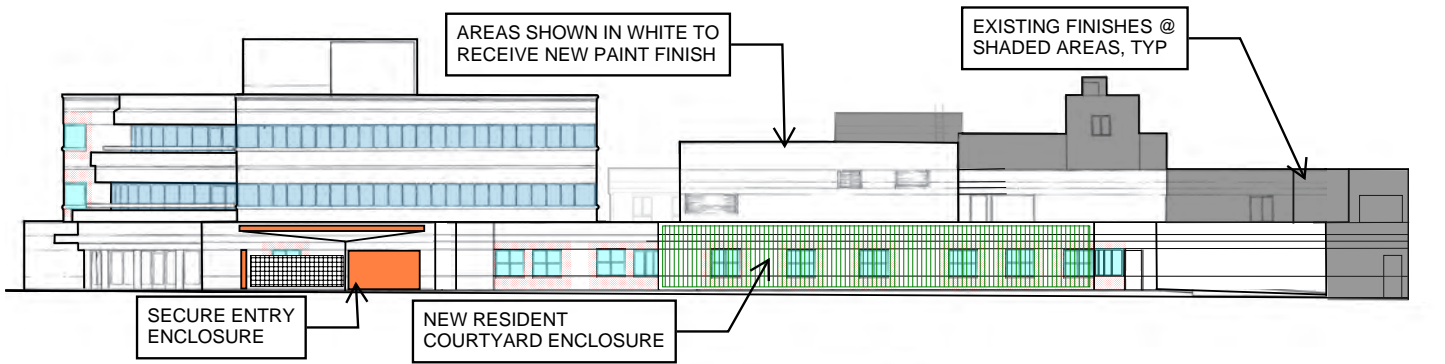 AREAS SHOWN IN WHITE TO
RECEIVE NEW PAINT FINISH
EXISTING FINISHES @
SHADED AREAS, TYP
SECURE ENTRY
ENCLOSURE
NEW RESIDENT
COURTYARD ENCLOSURE